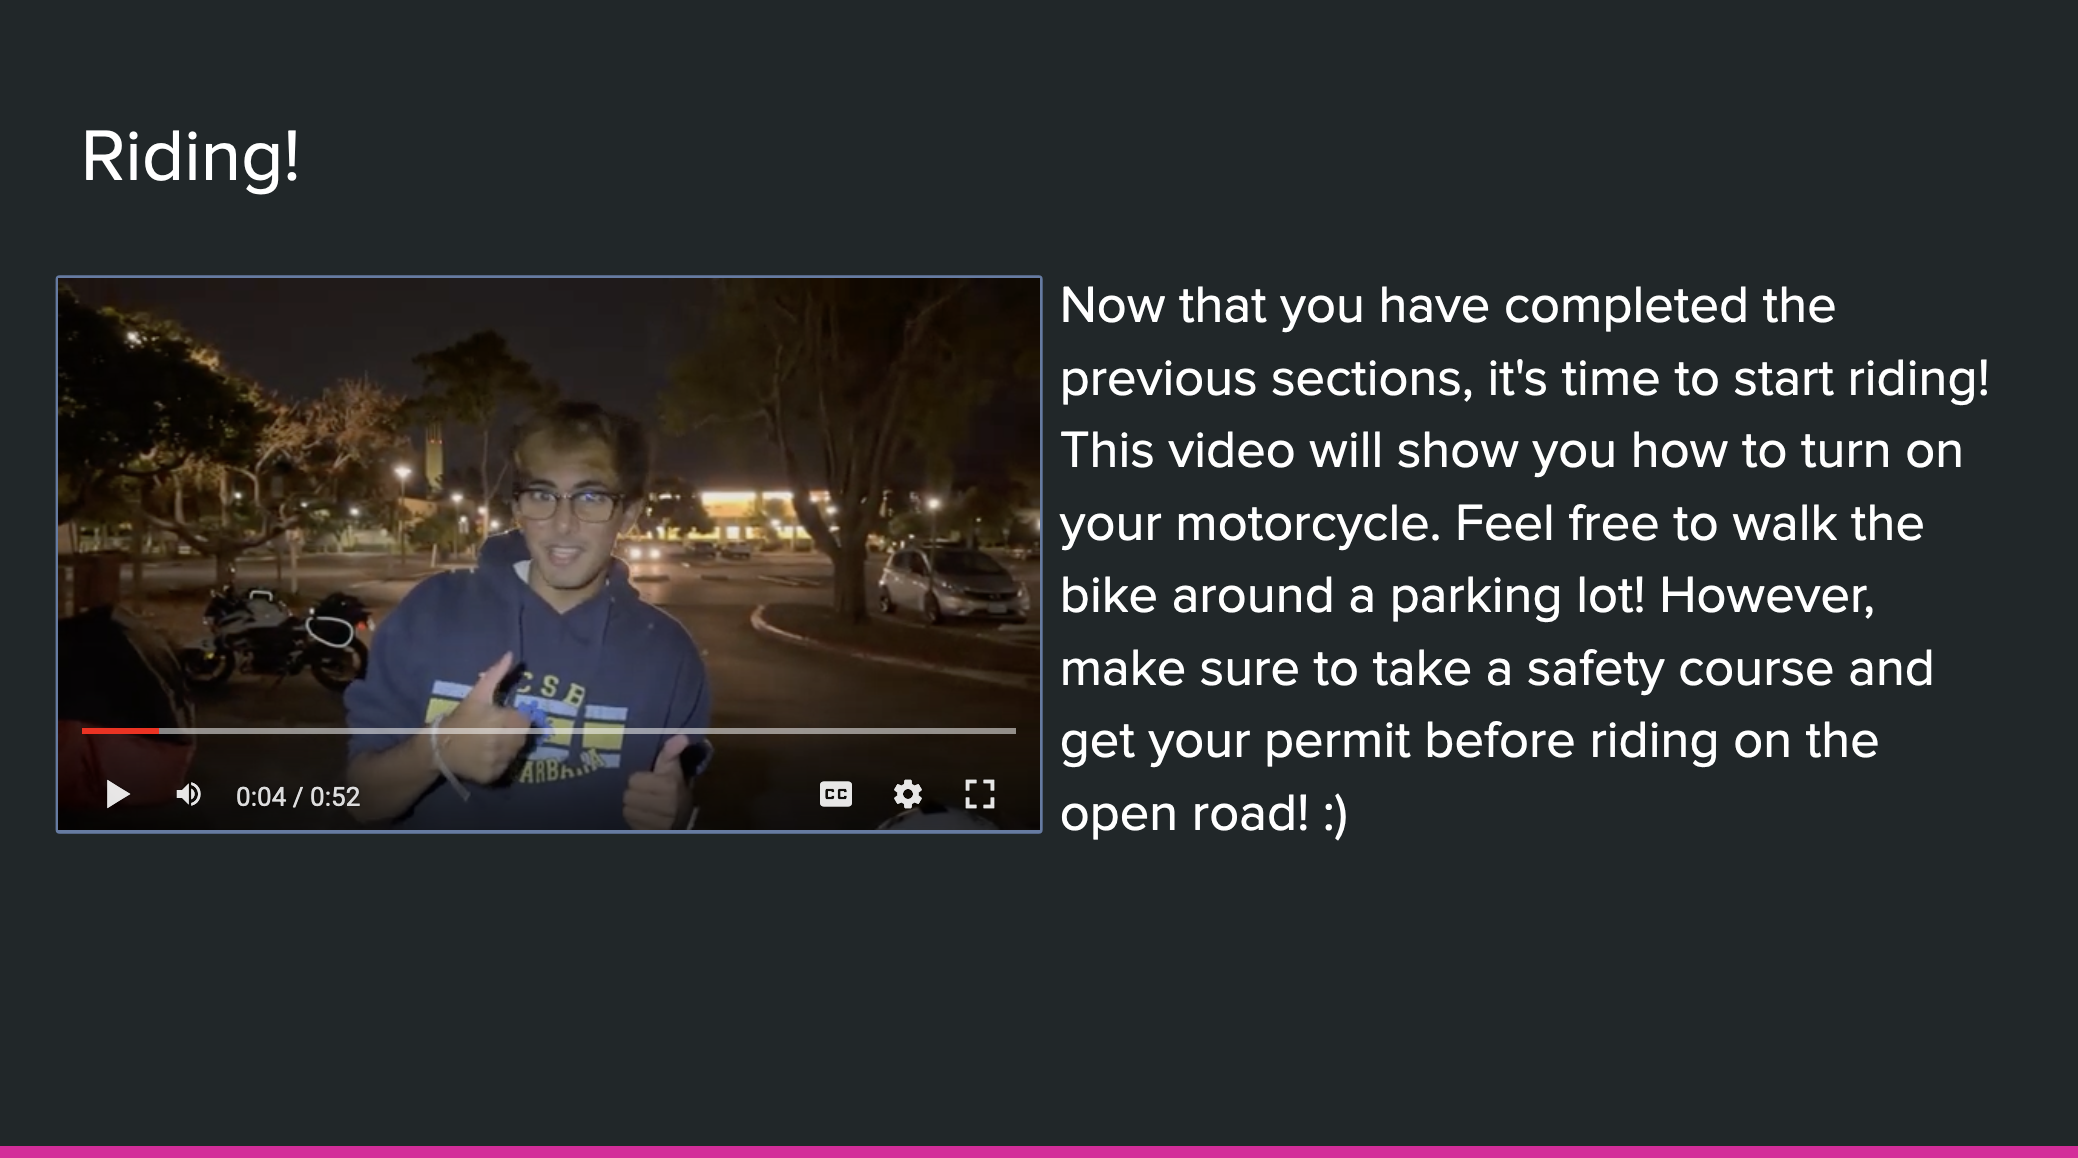 Riding!
Now that you have completed the
previous sections, it's time to start riding!
This video will show you how to turn on
your motorcycle. Feel free to walk the
bike around a parking lot! However,
make sure to take a safety course and
get your permit before riding on the
open road! :)
CSB
ARBARA
0:04 / 0:52
CC